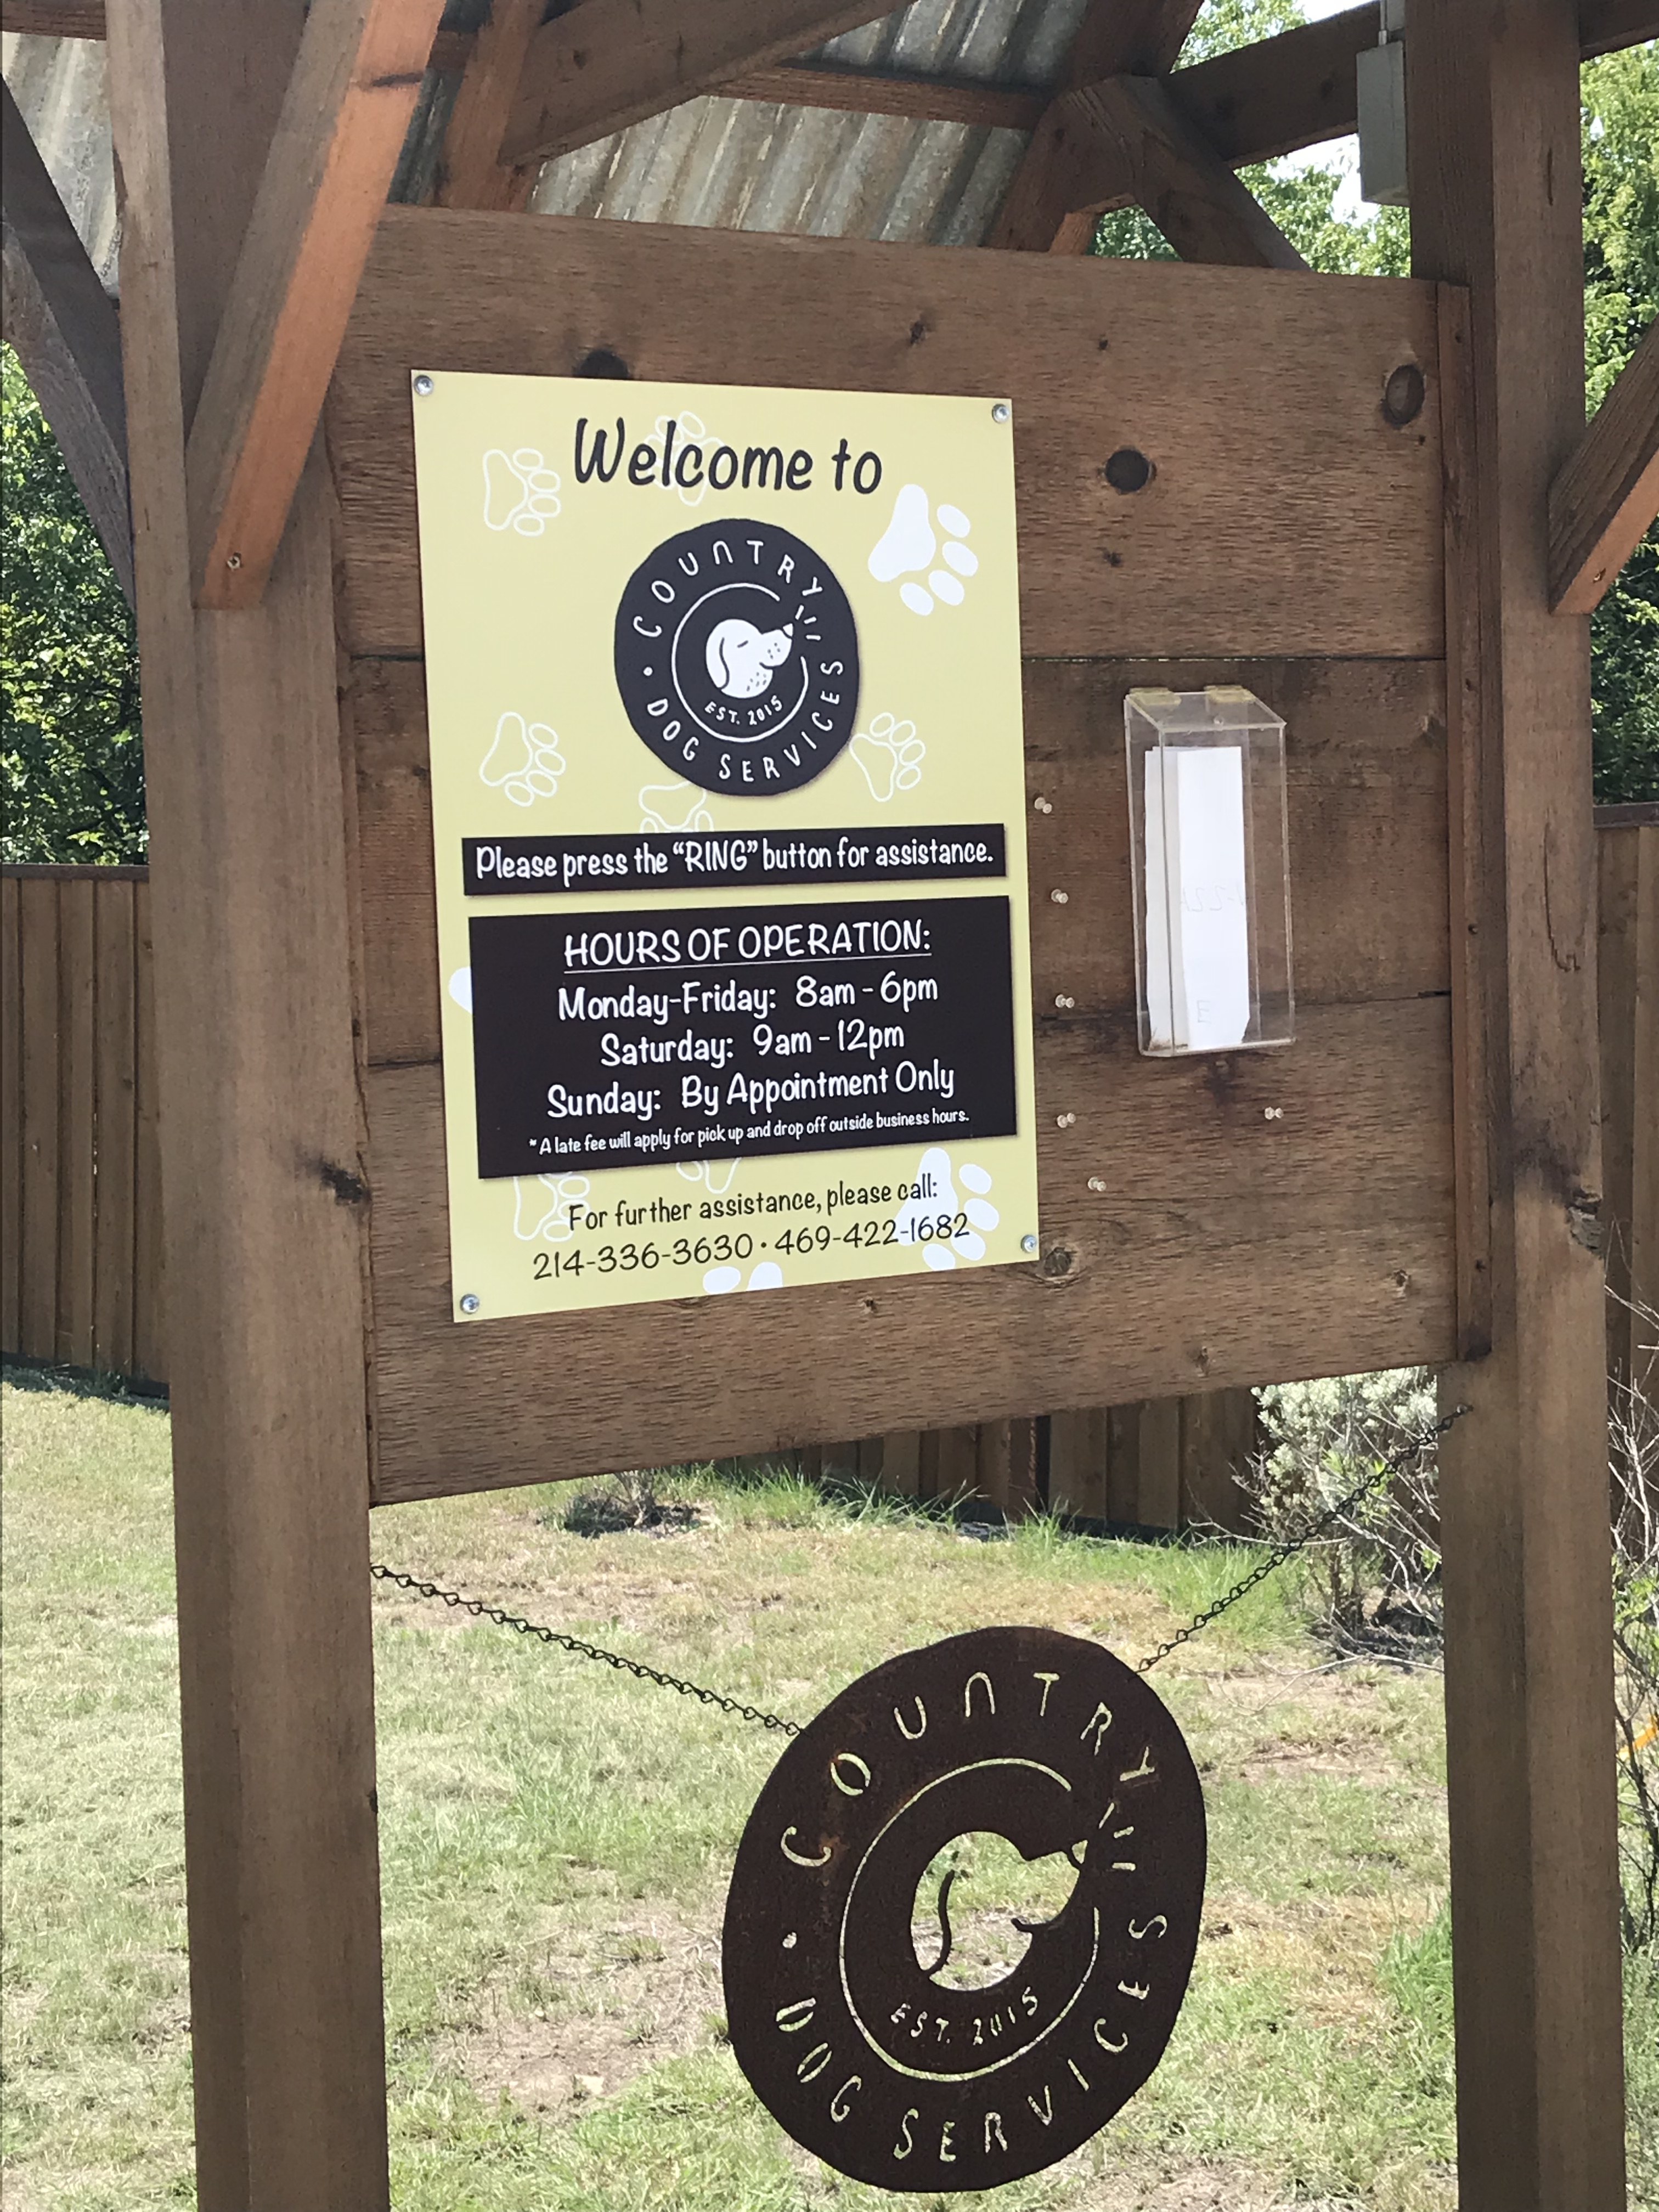 Welcome to
COUNTRY
DOG SERVICES
EST. 2015
Please press the "RING" button for assistance.
HOURS OF OPERATION:
Monday-Friday: 8am - 6pm
Saturday: 9am - 12pm
Sunday: By Appointment Only
*A late fee will apply for pick up and drop off outside business hours.
For further assistance, please call:
214-336-3630 • 469-422-1682
COUNTRY
DOG SERVICES
EST. 2015